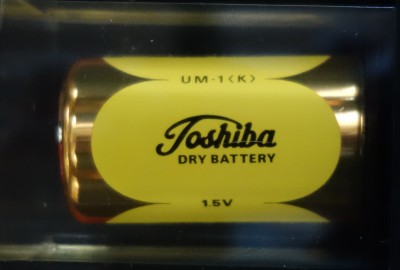 UM-1(K)
Toshiba
DRY BATTERY
1.5V